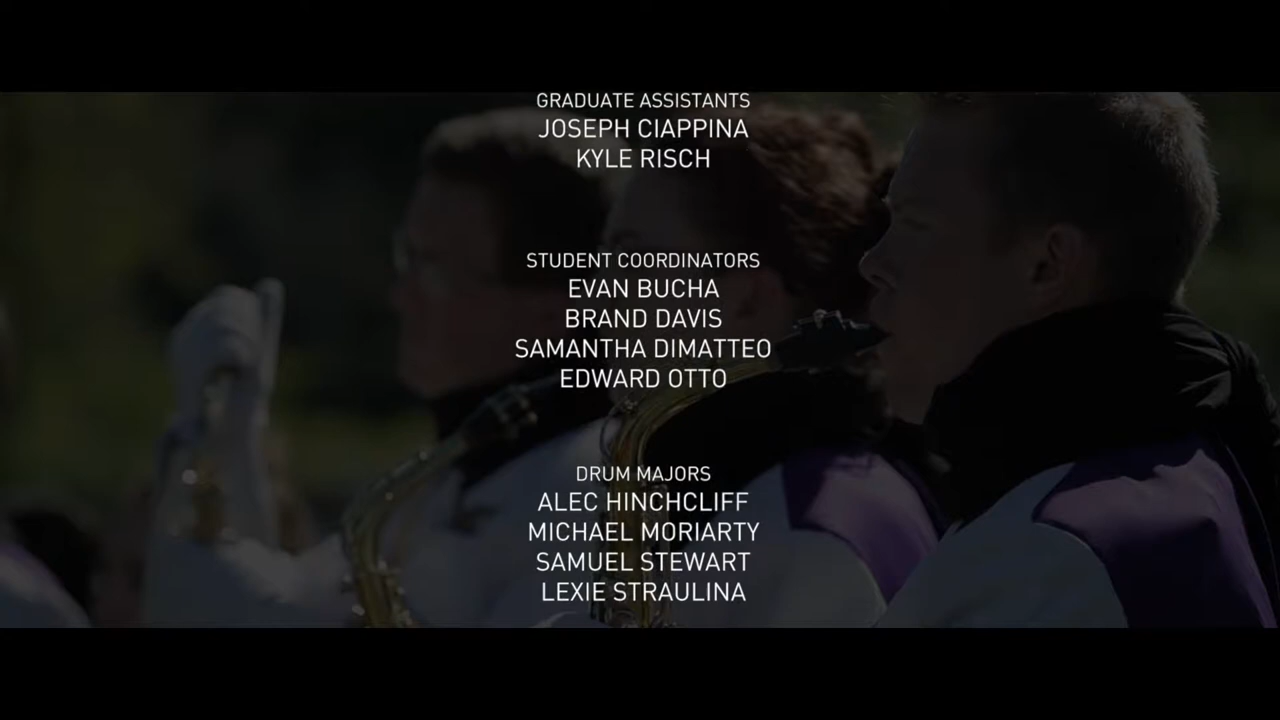 GRADUATE ASSISTANTS
JOSEPH CIAPPINA
KYLE RISCH
STUDENT COORDINATORS
EVAN BUCHA
BRAND DAVIS
SAMANTHA DIMATTEO
EDWARD OTTO
DRUM MAJORS
ALEC HINCHCLIFF
MICHAEL MORIARTY
SAMUEL STEWART
LEXIE STRAULINA